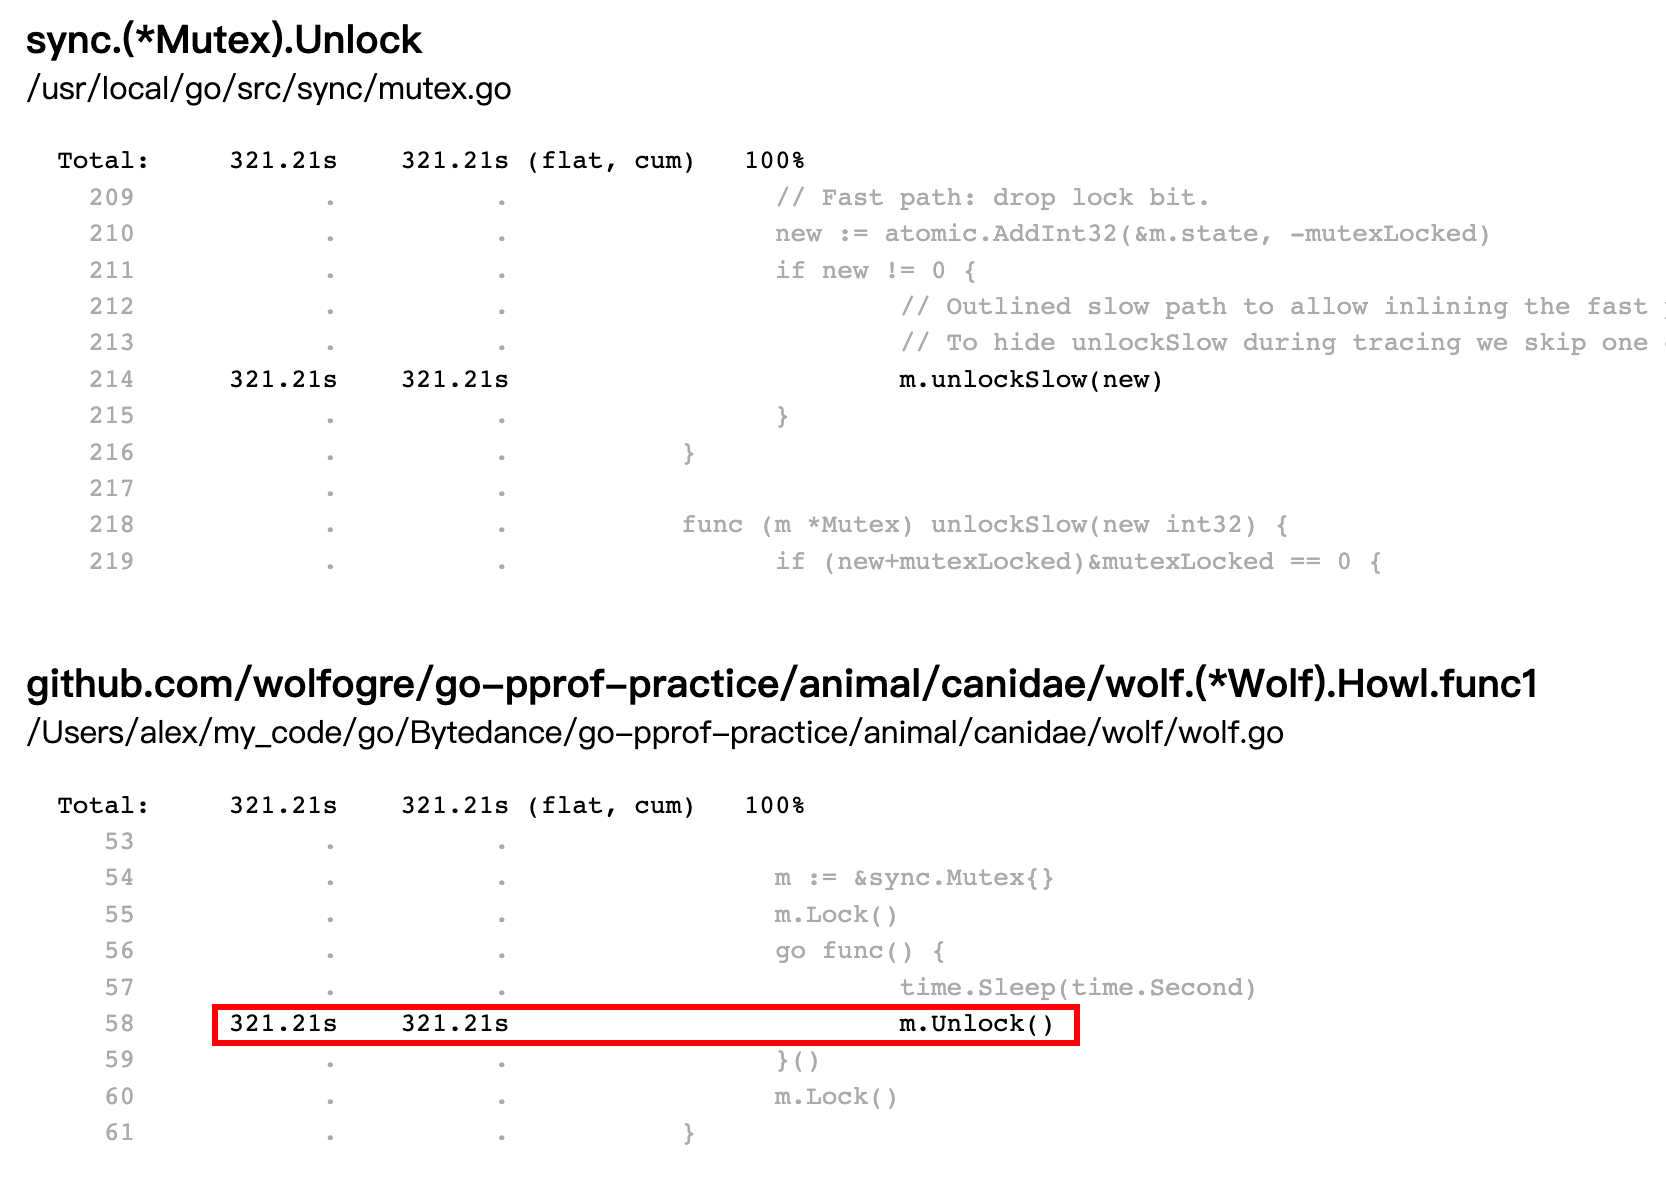 sync.(*Mutex).Unlock
/usr/local/go/src/sync/mutex.go
Total: 321.21s 321.21s (flat, cum) 100%
209 . . // Fast path: drop lock bit.
210 . . new := atomic.AddInt32(&m.state, -mutexLocked)
211 . . if new != 0 {
212 . . // Outlined slow path to allow inlining the fast
213 . . // To hide unlockSlow during tracing we skip one
214 321.21s 321.21s m.unlockSlow(new)
215 . . }
216 . . }
217 . .
218 . . func (m *Mutex) unlockSlow(new int32) {
219 . . if (new+mutexLocked)&mutexLocked == 0 {
github.com/wolfogre/go-pprof-practice/animal/canidae/wolf.(*Wolf).Howl.func1
/Users/alex/my_code/go/Bytedance/go-pprof-practice/animal/canidae/wolf/wolf.go
Total: 321.21s 321.21s (flat, cum) 100%
53 . .
54 . . m := &sync.Mutex{}
55 . . m.Lock()
56 . . go func() {
57 . . time.Sleep(time.Second)
58 321.21s 321.21s m.Unlock()
59 . . }()
60 . . m.Lock()
61 . . }